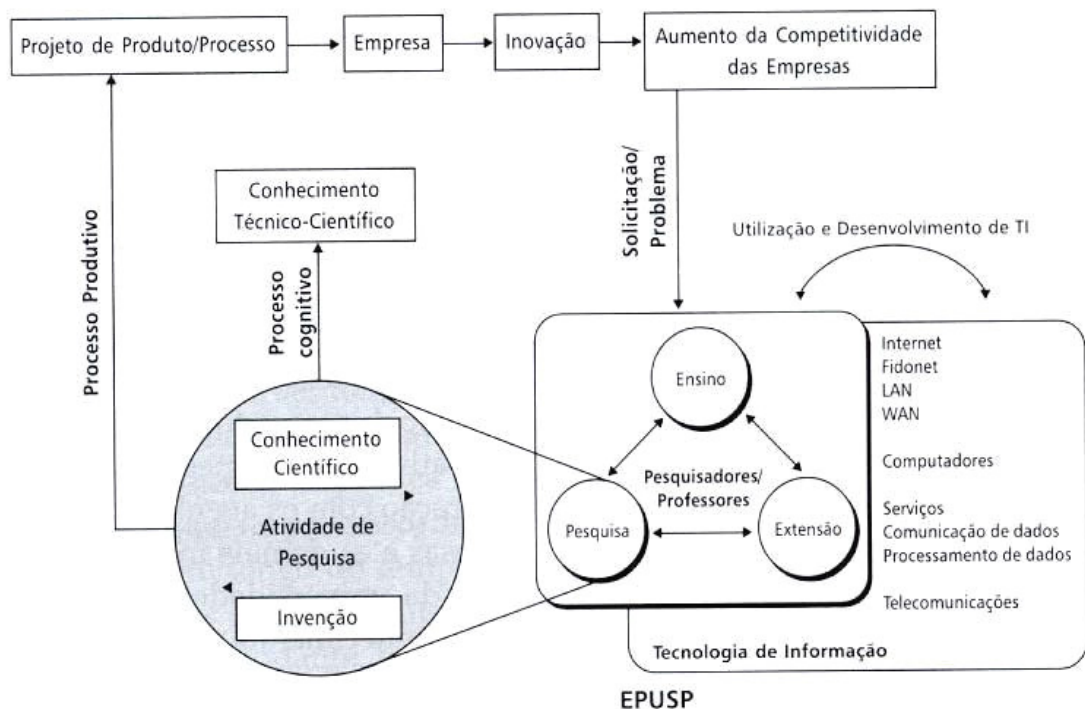 Projeto de Produto/Processo
Empresa
Inovação
Aumento da Competitividade
das Empresas
Processo Produtivo
Conhecimento
Técnico-Científico
Processo
cognitivo
Solicitação/
Problema
Utilização e Desenvolvimento de TI
Conhecimento
Científico
Atividade de
Pesquisa
Invenção
Ensino
Pesquisadores/
Professores
Pesquisa
Extensão
Internet
Fidonet
LAN
WAN
Computadores
Serviços
Comunicação de dados
Processamento de dados
Telecomunicações
Tecnologia de Informação
EPUSP